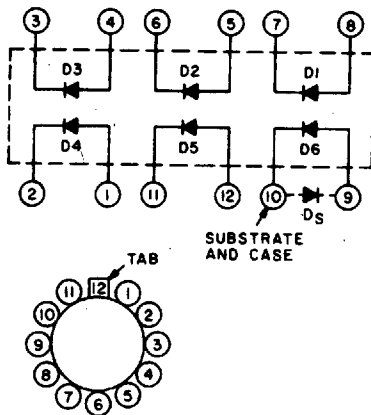 3 4 6 5 7 8
D3 D2 D1
D4 D5 D6
2 1 11 12 10 9
DS
SUBSTRATE
AND CASE
TAB
12
11 1
10 2
9 3
8 4
7 5
6